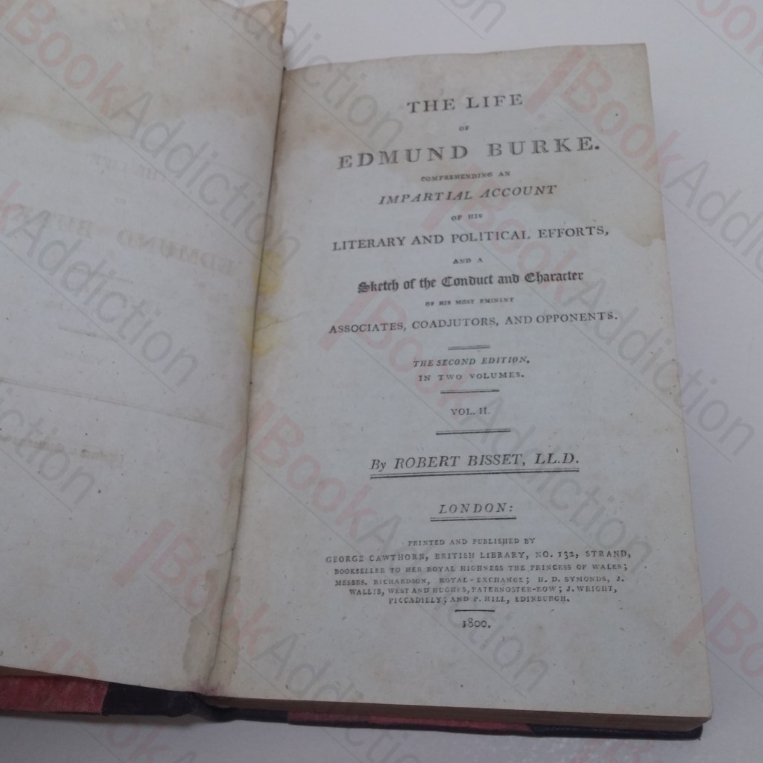 THE LIFE
OF
EDMUND BURKE.
COMPREHENDING AN
IMPARTIAL ACCOUNT
OF HIS
LITERARY AND POLITICAL EFFORTS,
AND A
Sketch of the Conduct and Character
OF HIS MOST EMINENT
ASSOCIATES, COADJUTORS, AND OPPONENTS.
THE SECOND EDITION.
IN TWO VOLUMES.
VOL. II.
By ROBERT BISSET, LL.D.
LONDON:
PRINTED AND PUBLISHED BY
GEORGE CAWTHORN, BRITISH LIBRARY, NO. 132, STRAND,
BOOKSELLER TO HER ROYAL HIGHNESS THE PRINCESS OF WALES;
MESSRS. RICHARDSON, ROYAL-EXCHANGE; H. D. SYMONDS, J.
WALLIS, WEST AND HUGHES, PATERNOSTER-ROW; J. WRIGHT,
PICCADILLY; AND P. HILL, EDINBURGH.
1800.
BookAddiction